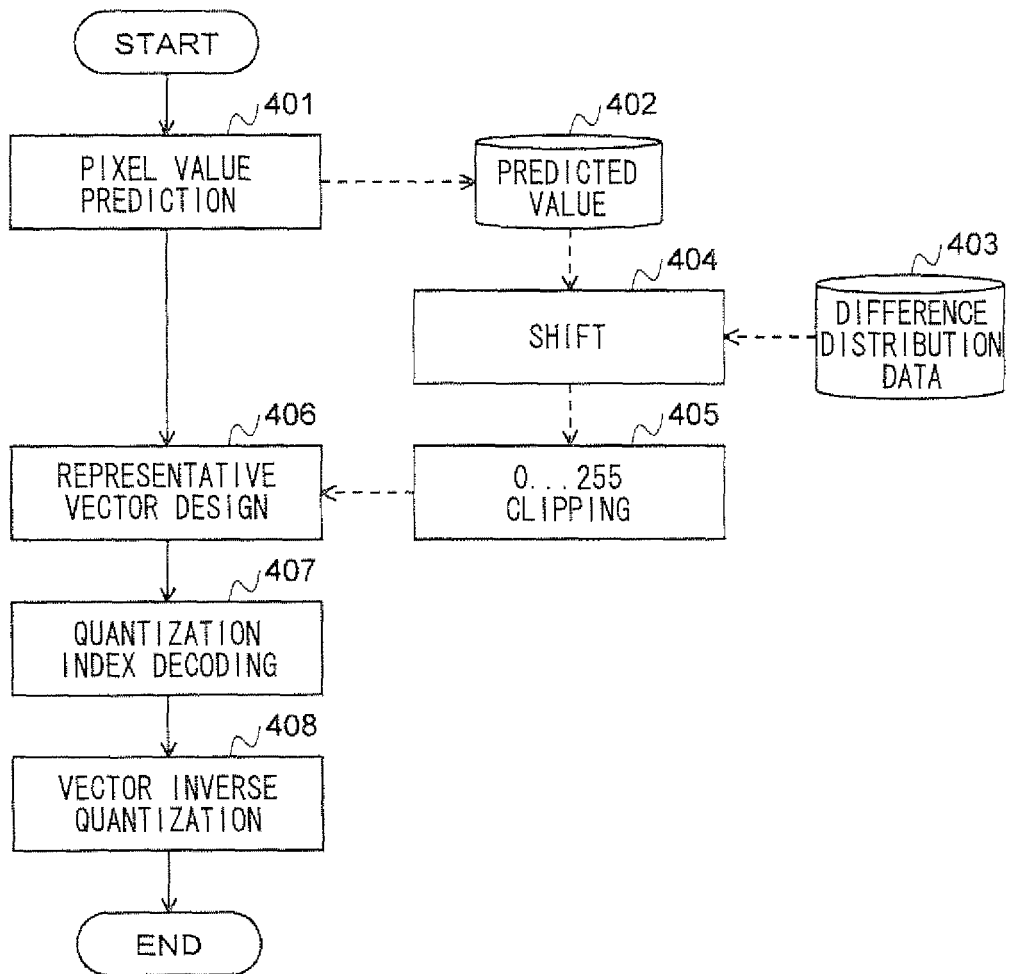 START
401
PIXEL VALUE
PREDICTION
402
PREDICTED
VALUE
403
DIFFERENCE
DISTRIBUTION
DATA
404
SHIFT
405
0...255
CLIPPING
406
REPRESENTATIVE
VECTOR DESIGN
407
QUANTIZATION
INDEX DECODING
408
VECTOR INVERSE
QUANTIZATION
END